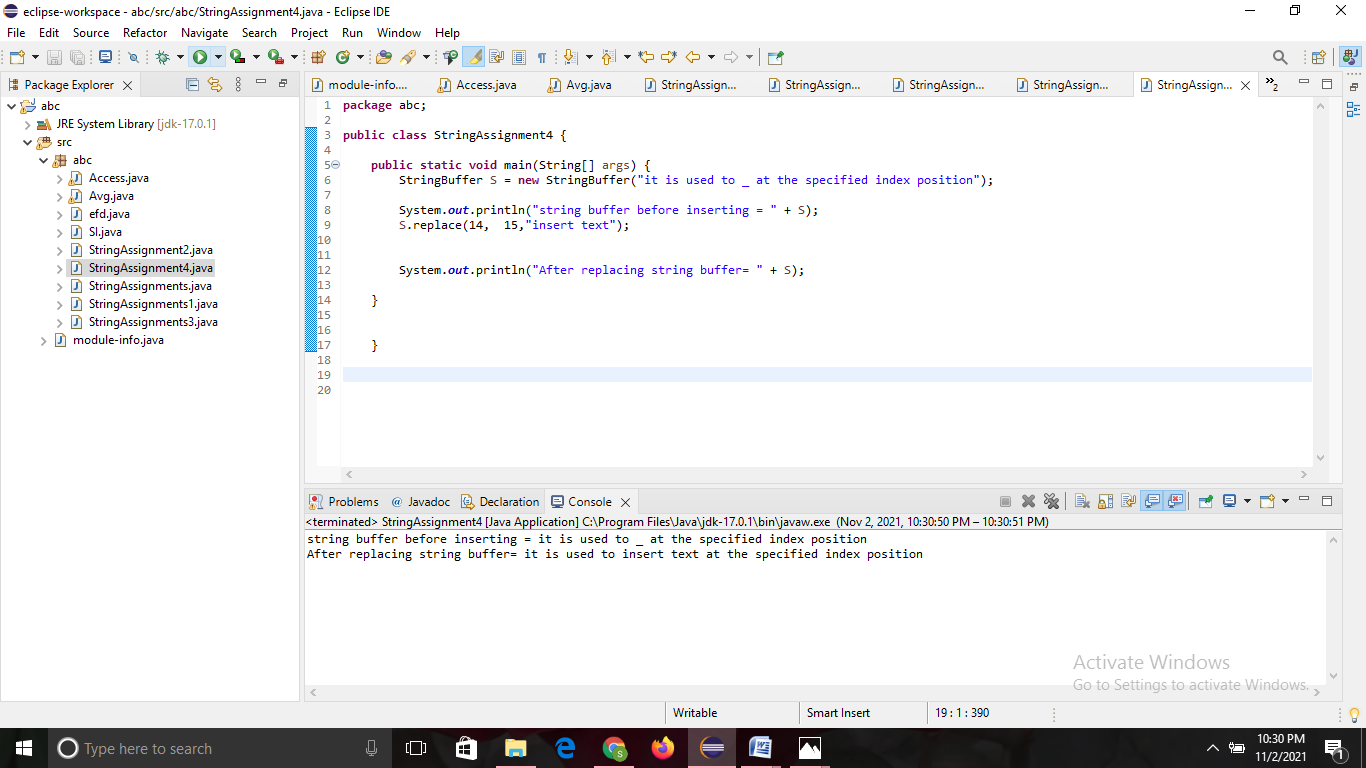 eclipse-workspace - abc/src/abc/StringAssignment4.java - Eclipse IDE
File Edit Source Refactor Navigate Search Project Run Window Help
Package Explorer
abc
JRE System Library [jdk-17.0.1]
src
abc
Access.java
Avg.java
efd.java
SI.java
StringAssignment2.java
StringAssignment4.java
StringAssignments.java
StringAssignments1.java
StringAssignments3.java
module-info.java
module-info.... Access.java Avg.java StringAssign... StringAssign... StringAssign... StringAssign... StringAssign... »2
1 package abc;
2
3 public class StringAssignment4 {
4
5 public static void main(String[] args) {
6 StringBuffer S = new StringBuffer("it is used to _ at the specified index position");
7
8 System.out.println("string buffer before inserting = " + S);
9 S.replace(14, 15,"insert text");
10
11
12 System.out.println("After replacing string buffer= " + S);
13
14 }
15
16
17 }
18
19
20
Problems @ Javadoc Declaration Console
<terminated> StringAssignment4 [Java Application] C:\Program Files\Java\jdk-17.0.1\bin\javaw.exe (Nov 2, 2021, 10:30:50 PM – 10:30:51 PM)
string buffer before inserting = it is used to _ at the specified index position
After replacing string buffer= it is used to insert text at the specified index position
Activate Windows
Go to Settings to activate Windows.
Writable Smart Insert 19 : 1 : 390
Type here to search
10:30 PM
11/2/2021
1